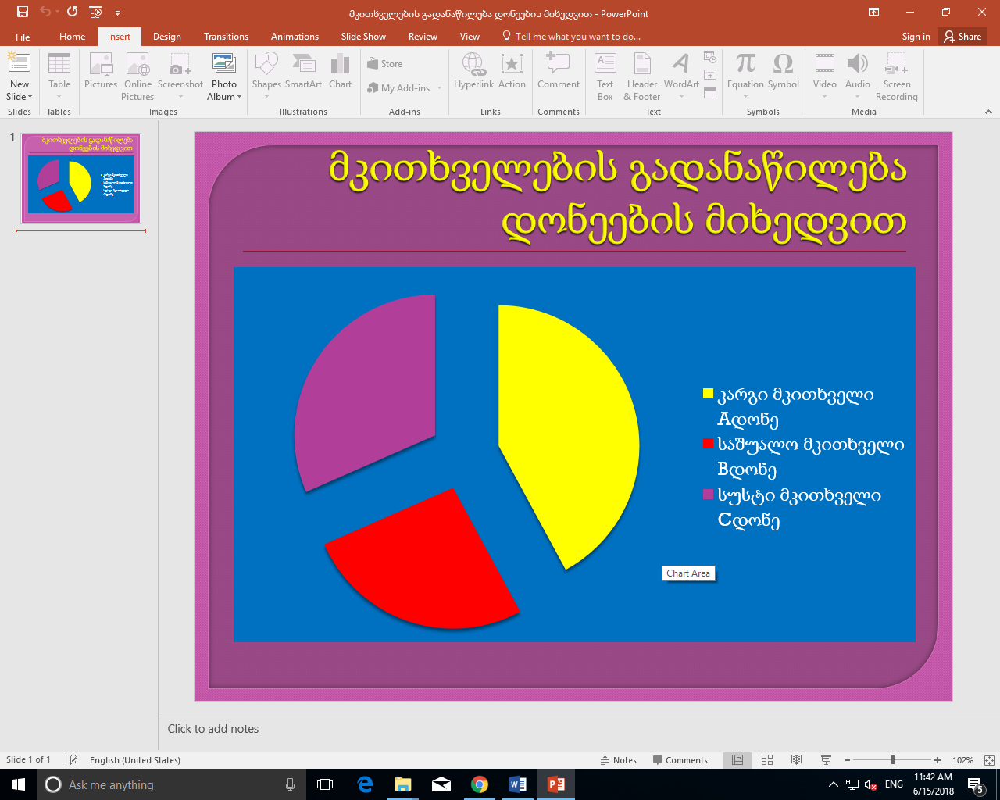 მკითხველების გადანაწილება დონეების მიხედვით - PowerPoint
File Home Insert Design Transitions Animations Slide Show Review View Tell me what you want to do... Sign in Share
New Slide Table Pictures Online Pictures Screenshot Photo Album Shapes SmartArt Chart Store My Add-ins Hyperlink Action Comment Text Box Header & Footer WordArt Equation Symbol Video Audio Screen Recording
Slides Tables Images Illustrations Add-ins Links Comments Text Symbols Media
1
მკითხველების გადანაწილება
დონეების მიხედვით
კარგი მკითხველი
Aდონე
საშუალო მკითხველი
Bდონე
სუსტი მკითხველი
Cდონე
Chart Area
Click to add notes
Slide 1 of 1 English (United States) Notes Comments 102%
Ask me anything ENG 11:42 AM
6/15/2018 5